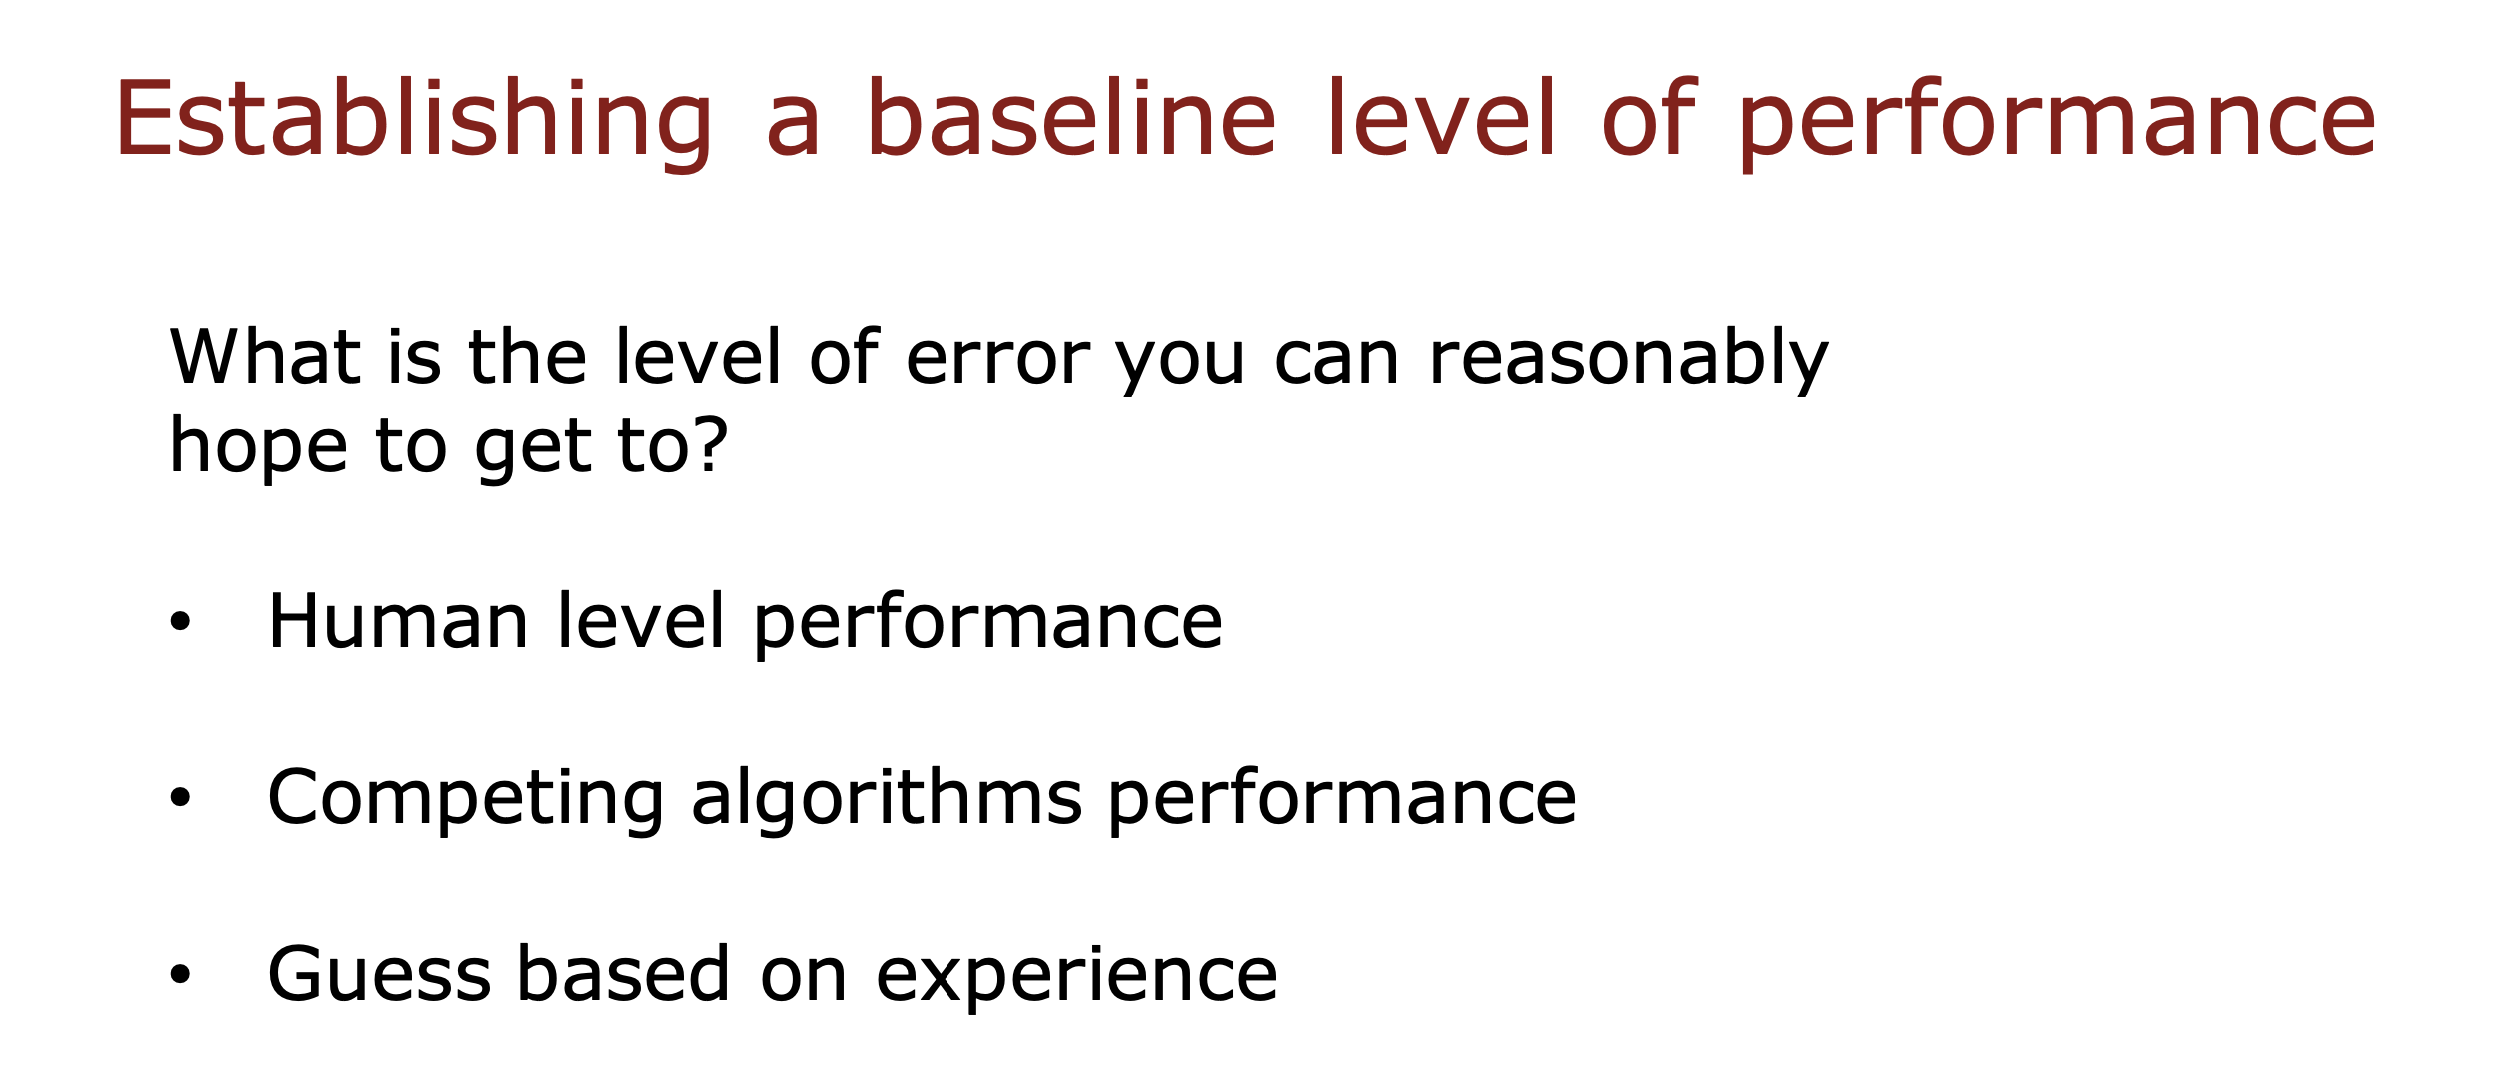 Establishing a baseline level of performance
What is the level of error you can reasonably
hope to get to?
• Human level performance
• Competing algorithms performance
• Guess based on experience